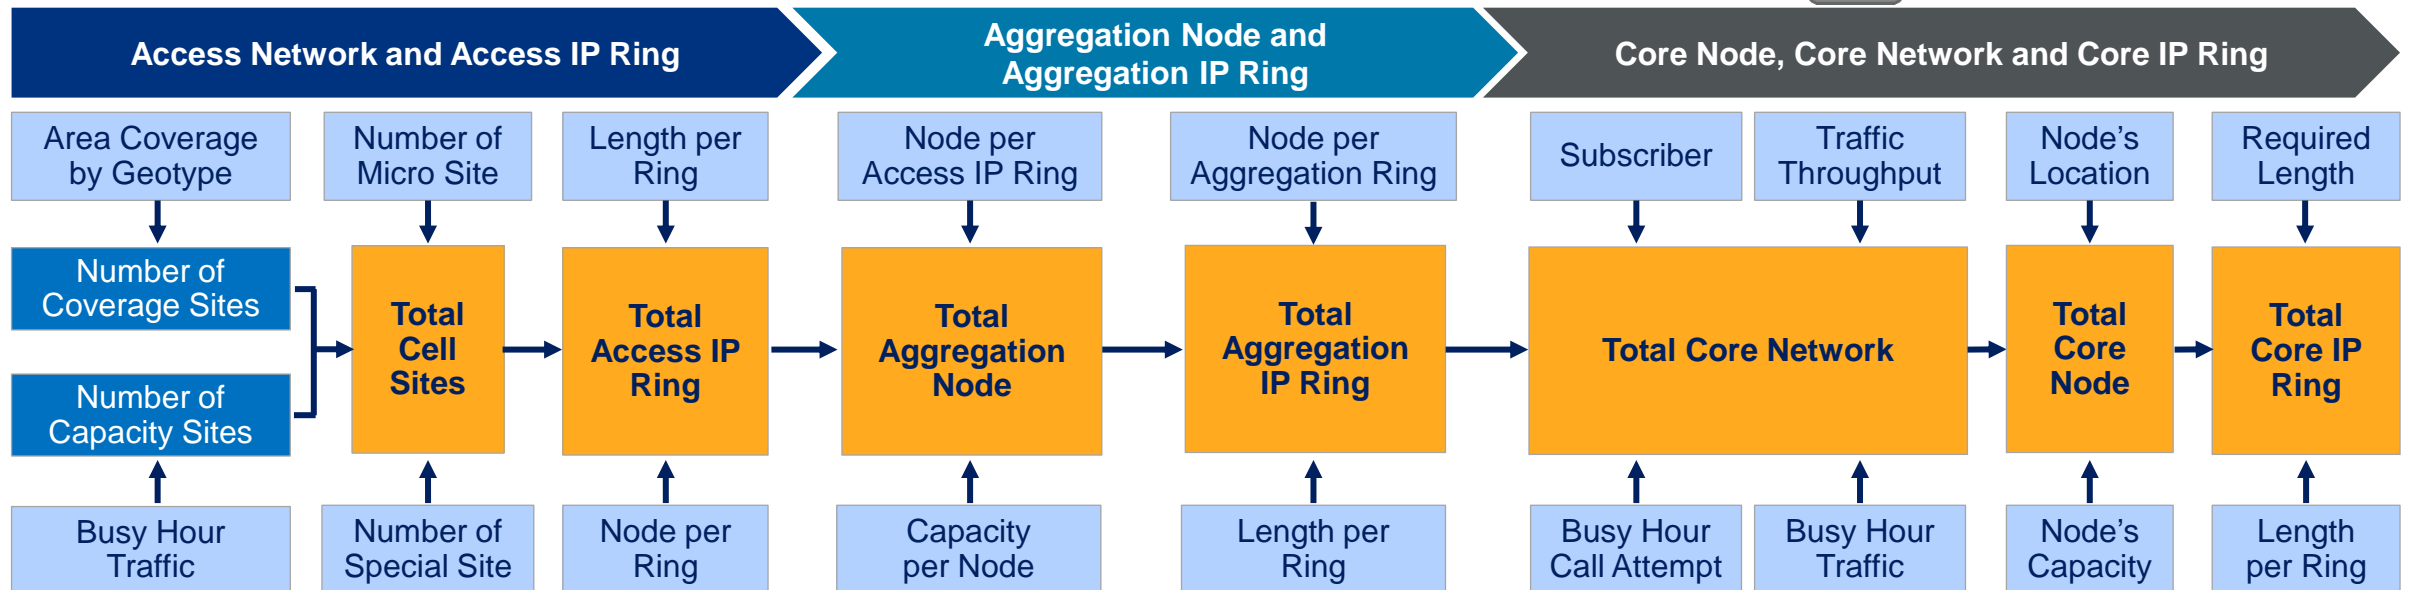 Access Network and Access IP Ring
Aggregation Node and
Aggregation IP Ring
Core Node, Core Network and Core IP Ring
Area Coverage
by Geotype
Number of
Micro Site
Length per
Ring
Node per
Access IP Ring
Node per
Aggregation Ring
Subscriber
Traffic
Throughput
Node's
Location
Required
Length
Number of
Coverage Sites
Number of
Capacity Sites
Total
Cell
Sites
Total
Access IP
Ring
Total
Aggregation
Node
Total
Aggregation
IP Ring
Total Core Network
Total
Core
Node
Total
Core IP
Ring
Busy Hour
Traffic
Number of
Special Site
Node per
Ring
Capacity
per Node
Length per
Ring
Busy Hour
Call Attempt
Busy Hour
Traffic
Node's
Capacity
Length
per Ring